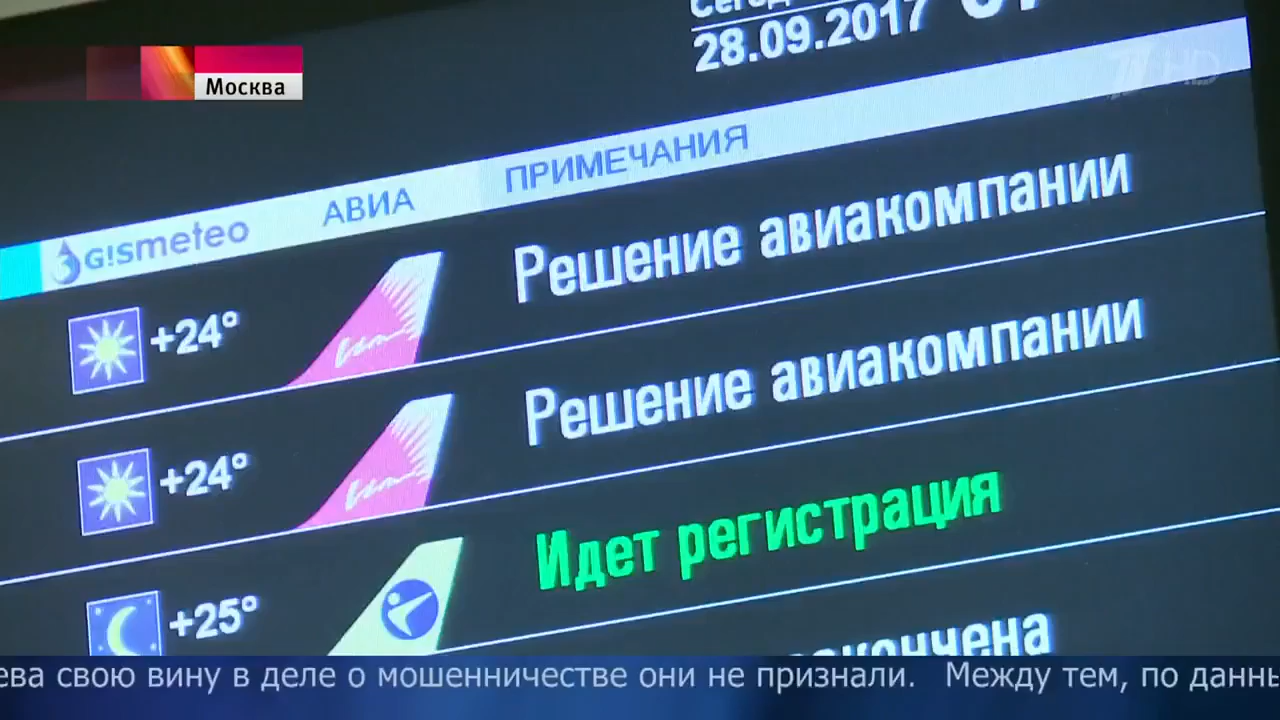 28.09.2017
Москва
HD
GISmeteo АВИА ПРИМЕЧАНИЯ
+24° Решение авиакомпании
+24° Решение авиакомпании
+25° Идет регистрация
ева свою вину в деле о мошенничестве они не признали. Между тем, по данны